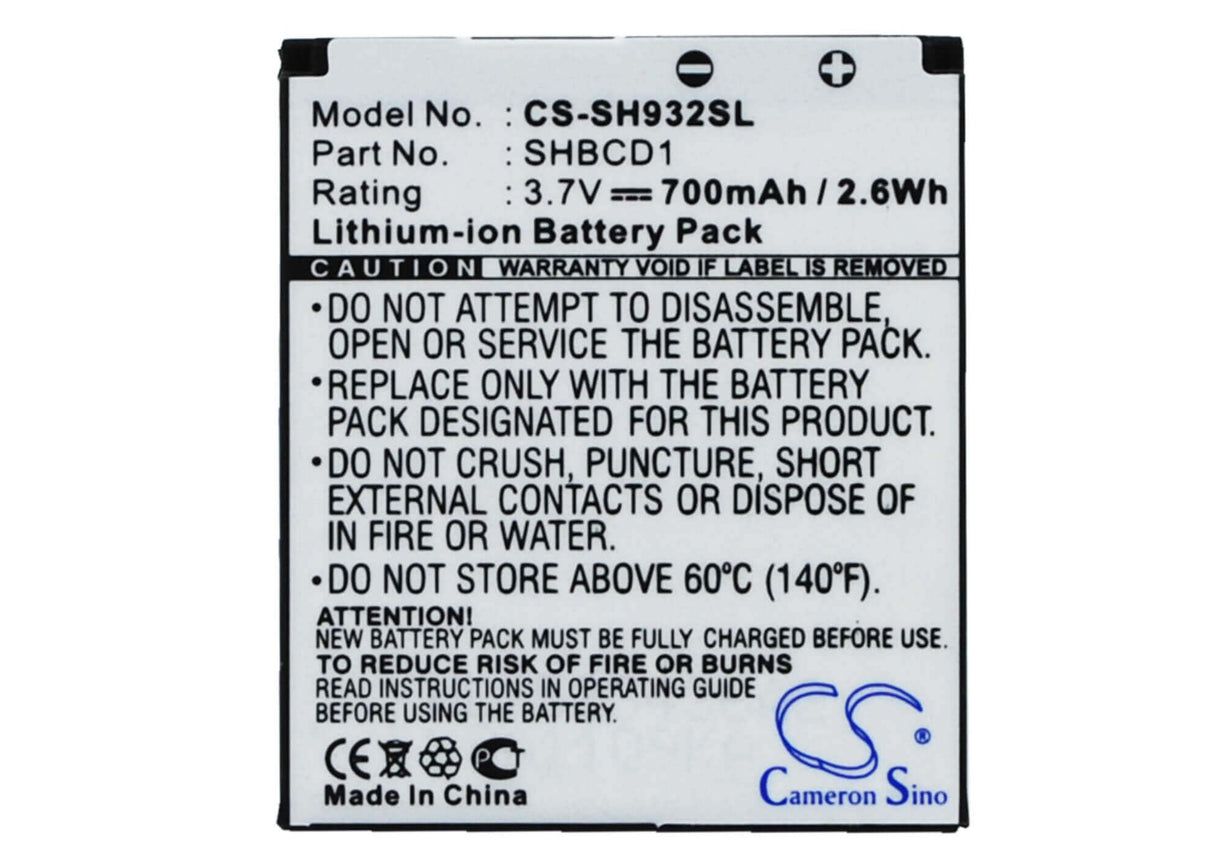 Model No. : CS-SH932SL
Part No. : SHBCD1
Rating : 3.7V 700mAh / 2.6Wh
Lithium-ion Battery Pack
CAUTION WARRANTY VOID IF LABEL IS REMOVED
•DO NOT ATTEMPT TO DISASSEMBLE,
OPEN OR SERVICE THE BATTERY PACK.
•REPLACE ONLY WITH THE BATTERY
PACK DESIGNATED FOR THIS PRODUCT.
•DO NOT CRUSH, PUNCTURE, SHORT
EXTERNAL CONTACTS OR DISPOSE OF
IN FIRE OR WATER.
•DO NOT STORE ABOVE 60°C (140°F).
ATTENTION!
NEW BATTERY PACK MUST BE FULLY CHARGED BEFORE USE.
TO REDUCE RISK OF FIRE OR BURNS
READ INSTRUCTIONS IN OPERATING GUIDE
BEFORE USING THE BATTERY.
CE PCT
Made In China
CS®
Cameron Sino